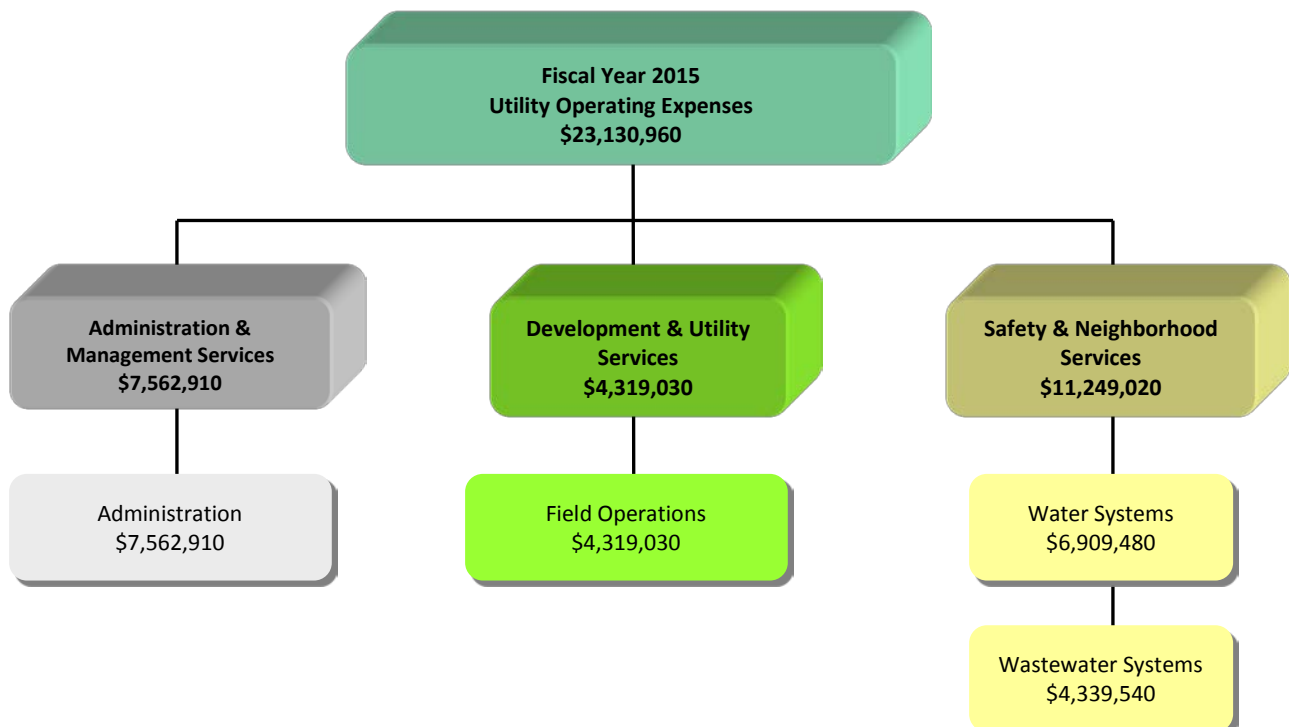 Fiscal Year 2015
Utility Operating Expenses
$23,130,960
Administration &
Management Services
$7,562,910
Development & Utility
Services
$4,319,030
Safety & Neighborhood
Services
$11,249,020
Administration
$7,562,910
Field Operations
$4,319,030
Water Systems
$6,909,480
Wastewater Systems
$4,339,540